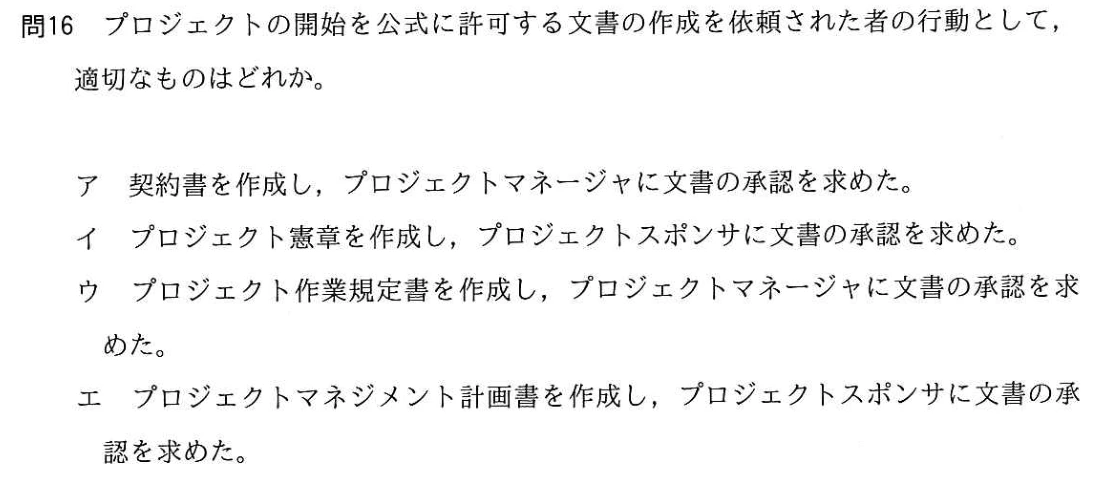 問16　プロジェクトの開始を公式に許可する文書の作成を依頼された者の行動として，
適切なものはどれか。
ア　契約書を作成し，プロジェクトマネージャに文書の承認を求めた。
イ　プロジェクト憲章を作成し，プロジェクトスポンサに文書の承認を求めた。
ウ　プロジェクト作業規定書を作成し，プロジェクトマネージャに文書の承認を求
めた。
エ　プロジェクトマネジメント計画書を作成し，プロジェクトスポンサに文書の承
認を求めた。